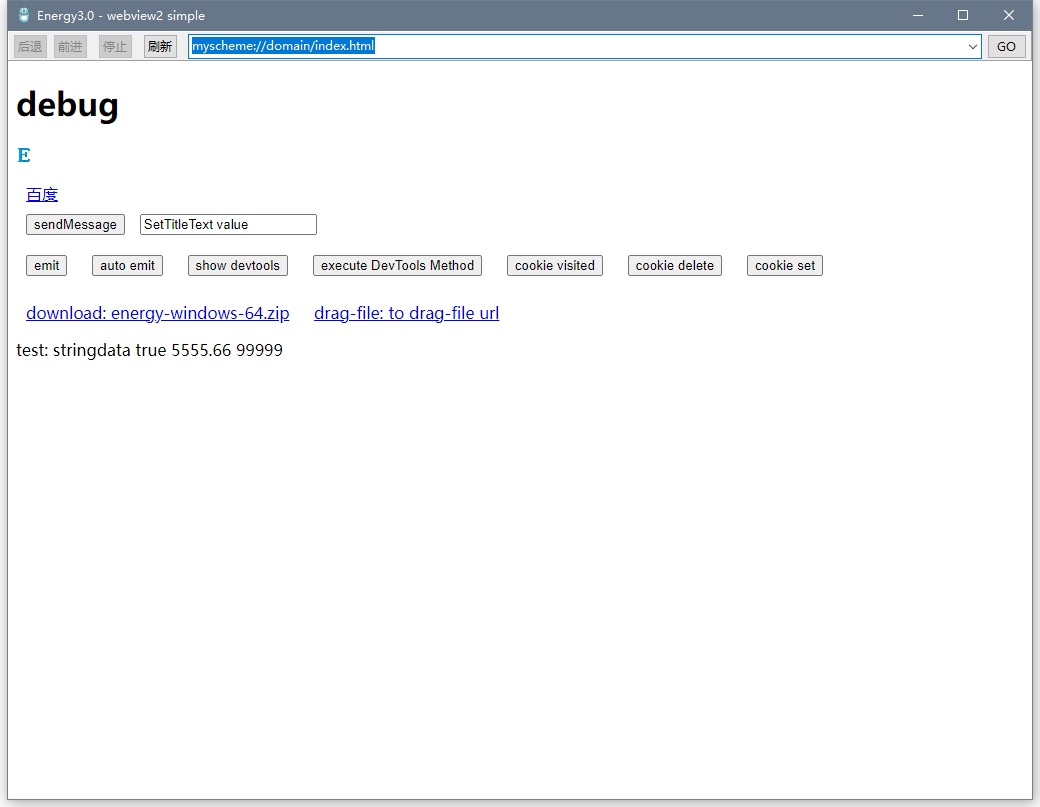 Energy3.0 - webview2 simple
后退 前进 停止 刷新 myscheme://domain/index.html GO
debug
E
百度
sendMessage SetTitleText value
emit auto emit show devtools execute DevTools Method cookie visited cookie delete cookie set
download: energy-windows-64.zip drag-file: to drag-file url
test: stringdata true 5555.66 99999